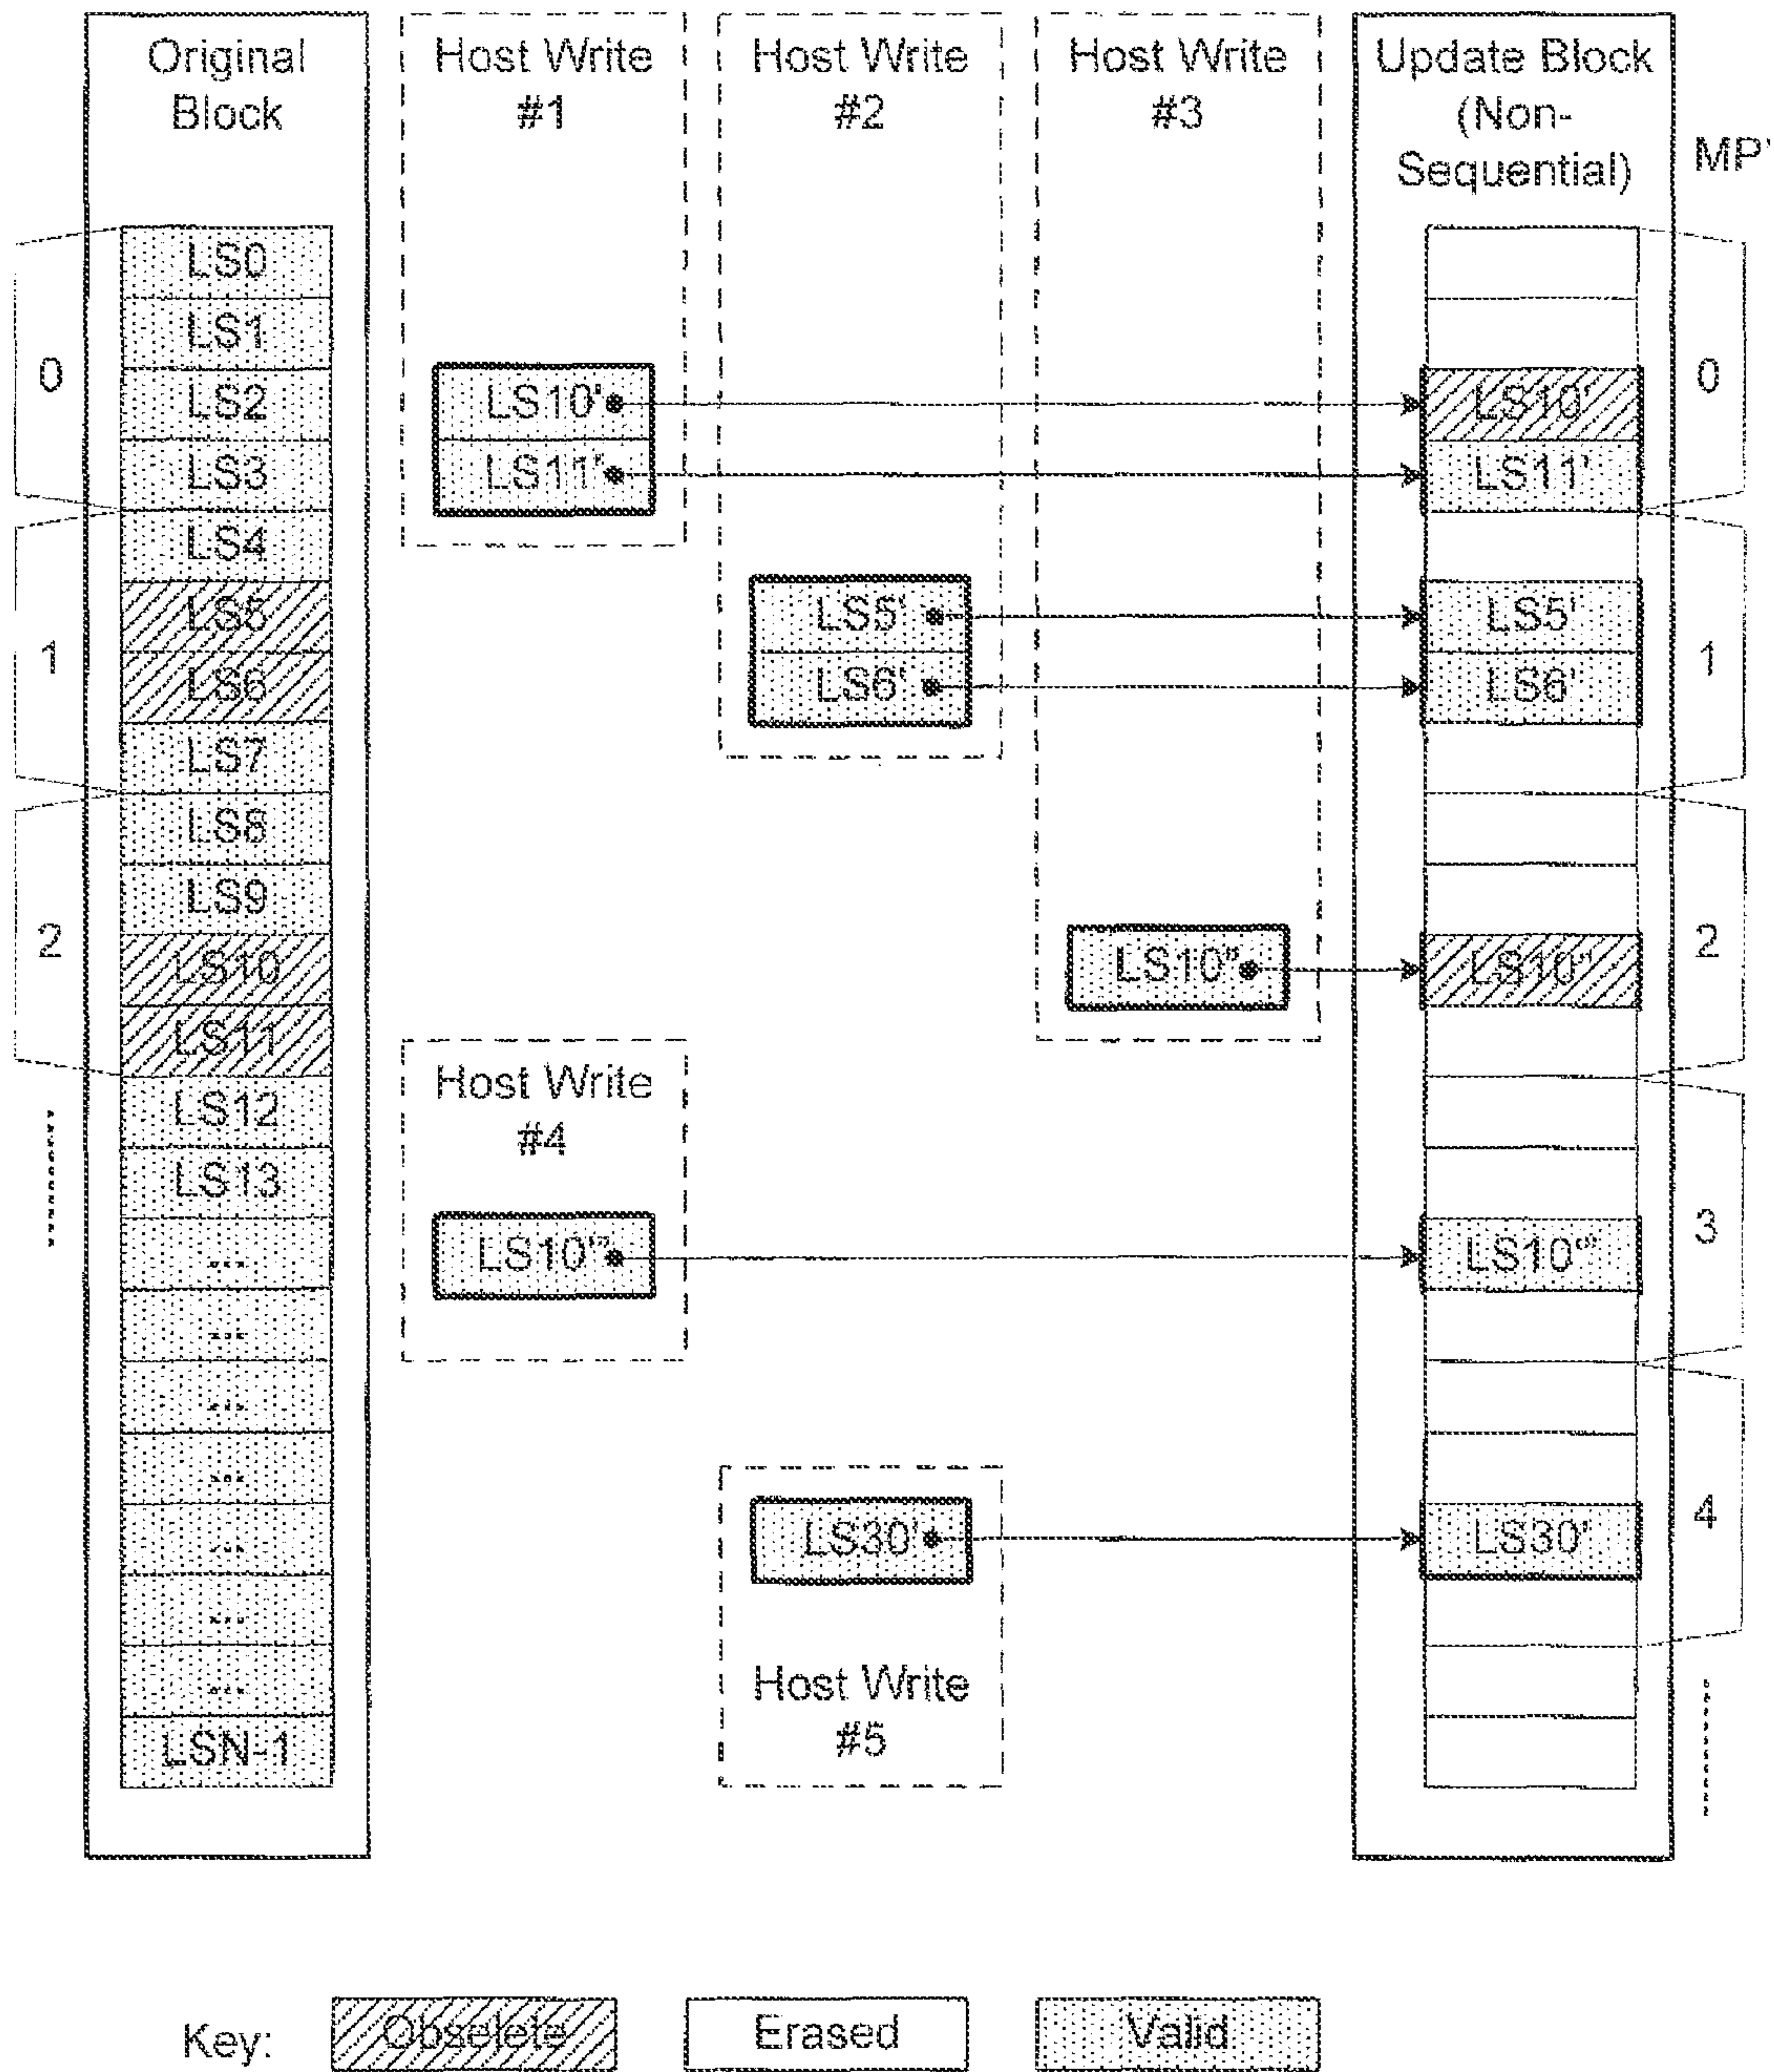 Original
Block
Host Write
#1
Host Write
#2
Host Write
#3
Update Block
(Non-
Sequential)
MP'
0
1
2
LS0
LS1
LS2
LS3
LS4
LS5
LS6
LS7
LS8
LS9
LS10
LS11
LS12
LS13
...
...
...
...
...
...
...
LSN-1
LS10'
LS11'
LS5'
LS6'
LS10"
Host Write
#4
LS10'"
LS30'
Host Write
#5
LS10'
LS11'
LS5'
LS6'
LS10"
LS10'"
LS30'
0
1
2
3
4
Key:
Obselete
Erased
Valid